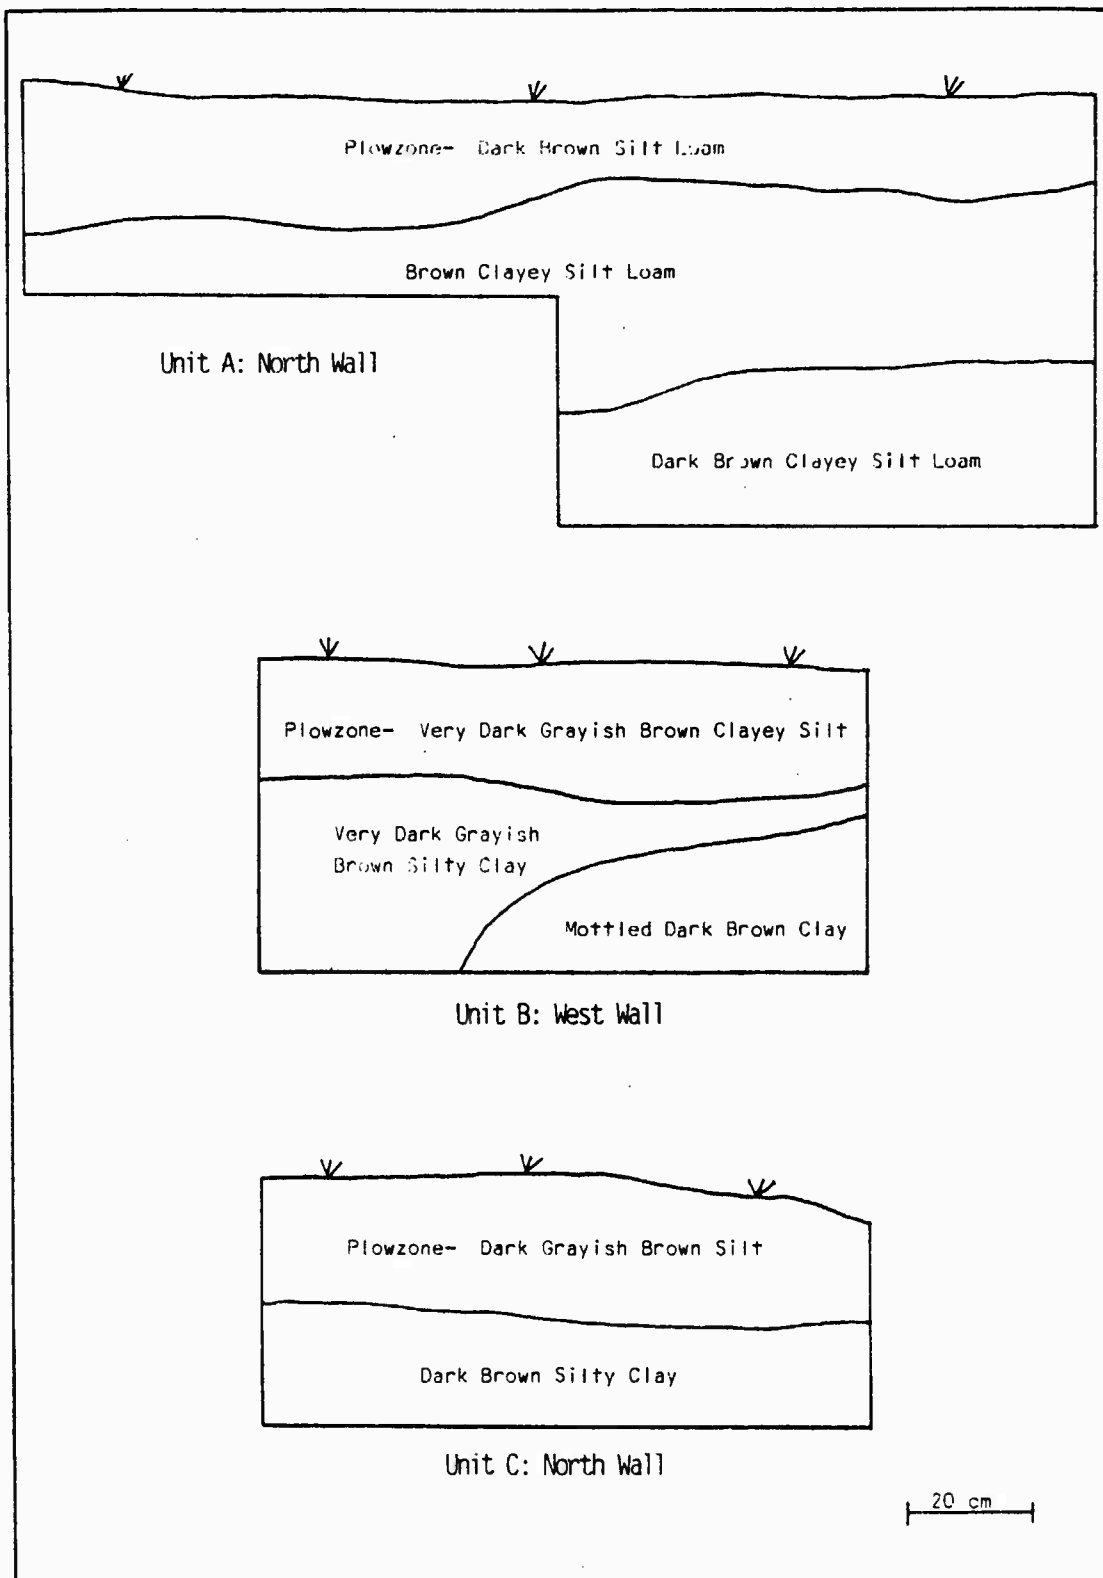 Plowzone- Dark Brown Silt Loam
Brown Clayey Silt Loam
Unit A: North Wall
Dark Brown Clayey Silt Loam
Plowzone- Very Dark Grayish Brown Clayey Silt
Very Dark Grayish
Brown Silty Clay
Mottled Dark Brown Clay
Unit B: West Wall
Plowzone- Dark Grayish Brown Silt
Dark Brown Silty Clay
Unit C: North Wall
20 cm